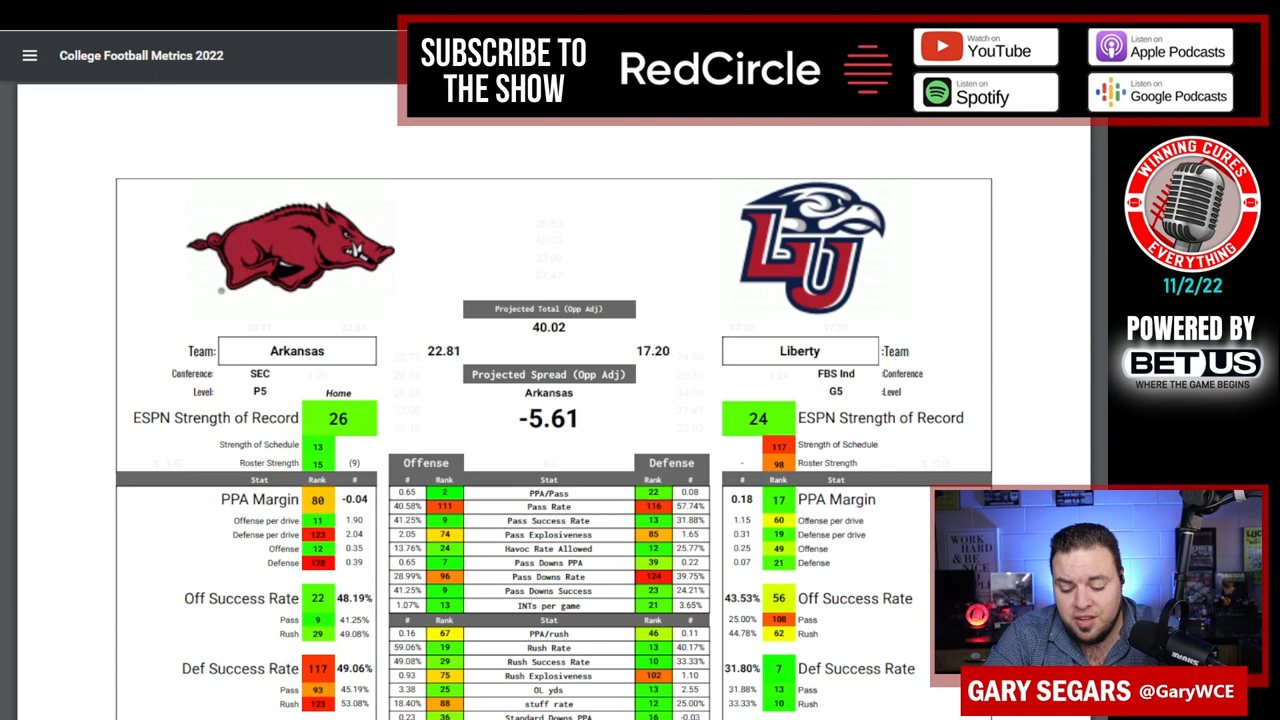 College Football Metrics 2022
SUBSCRIBE TO
THE SHOW
RedCircle
Watch on
YouTube
Listen on
Apple Podcasts
Listen on
Spotify
Listen on
Google Podcasts
WINNING CURES
EVERYTHING
11/2/22
POWERED BY
BETUS
WHERE THE GAME BEGINS
LU
Projected Total (Opp Adj)
40.02
Team: Arkansas 22.81 17.20 Liberty :Team
Projected Spread (Opp Adj)
Conference: SEC Arkansas FBS Ind :Conference
Level: P5 Home -5.61 G5 :Level
ESPN Strength of Record 26 24 ESPN Strength of Record
Strength of Schedule 13 117 Strength of Schedule
Roster Strength 15 (9) Offense Defense - 98 Roster Strength
Stat Rank # # Rank Stat Rank # # Rank Stat
PPA Margin 80 -0.04 0.18 17 PPA Margin
Offense per drive 11 1.90 1.15 60 Offense per drive
Defense per drive 123 2.04 0.31 19 Defense per drive
Offense 12 0.35 0.25 49 Offense
Defense 128 0.39 0.07 21 Defense
Off Success Rate 22 48.19% 43.53% 56 Off Success Rate
Pass 9 41.25% 25.00% 108 Pass
Rush 29 49.08% 44.78% 62 Rush
Def Success Rate 117 49.06% 31.80% 7 Def Success Rate
Pass 93 45.19% 31.88% 13 Pass
Rush 123 53.08% 33.33% 10 Rush
0.65 2 PPA/Pass 22 0.08
40.58% 111 Pass Rate 116 57.74%
41.25% 9 Pass Success Rate 13 31.88%
2.05 74 Pass Explosiveness 85 1.65
13.76% 24 Havoc Rate Allowed 12 25.77%
0.65 7 Pass Downs PPA 39 0.22
28.99% 96 Pass Downs Rate 124 39.75%
41.25% 9 Pass Downs Success 23 24.21%
1.07% 13 INTs per game 21 3.65%
# Rank Stat Rank #
0.16 67 PPA/rush 46 0.11
59.06% 19 Rush Rate 13 40.17%
49.08% 29 Rush Success Rate 10 33.33%
0.93 75 Rush Explosiveness 102 1.10
3.38 25 OL yds 13 2.55
18.40% 88 stuff rate 12 25.00%
0.23 36 Standard Downs PPA 16 -0.03
WORK
HARD &
GARY SEGARS @GaryWCE